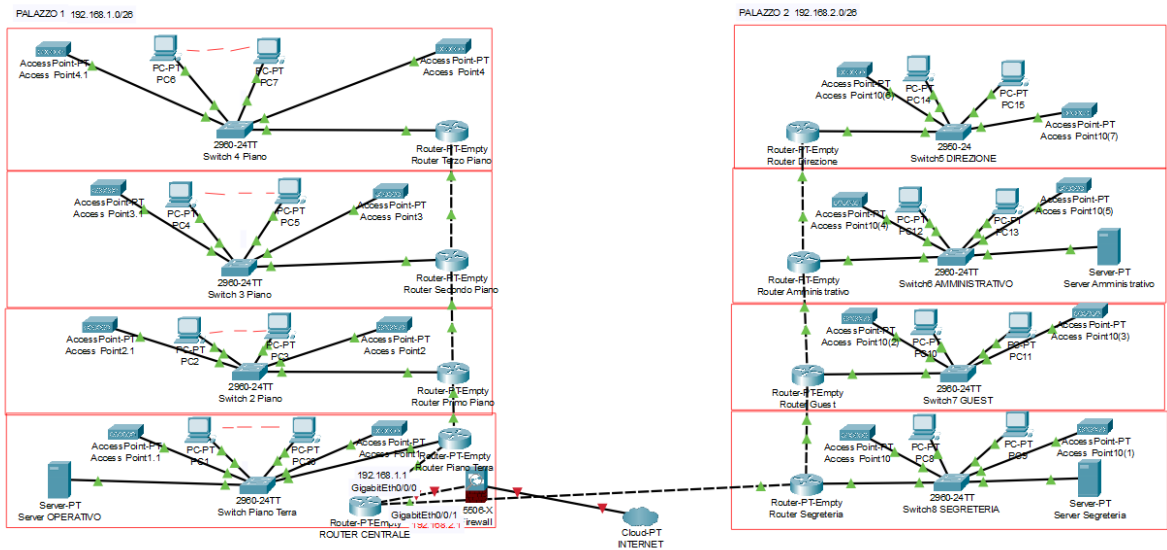 PALAZZO 1 192.168.1.0/26
AccessPoint-PT
Access Point4.1
PC-PT
PC6
PC-PT
PC7
AccessPoint-PT
Access Point4
2960-24TT
Switch 4 Piano
Router-PT-Empty
Router Terzo Piano
AccessPoint-PT
Access Point3.1
PC-PT
PC4
PC-PT
PC5
AccessPoint-PT
Access Point3
2960-24TT
Switch 3 Piano
Router-PT-Empty
Router Secondo Piano
AccessPoint-PT
Access Point2.1
PC-PT
PC2
PC-PT
PC3
AccessPoint-PT
Access Point2
2960-24TT
Switch 2 Piano
Router-PT-Empty
Router Primo Piano
AccessPoint-PT
Access Point1.1
PC-PT
PC1
PC-PT
AccessPoint-PT
Access Point1
Router-PT-Empty
Router Piano Terra
Server-PT
Server OPERATIVO
2960-24TT
Switch Piano Terra
192.168.1.1
GigabitEth0/0/0
GigabitEth0/0/1
192.168.2.1
Router-PT-Empty
ROUTER CENTRALE
5506-X
Firewall
Cloud-PT
INTERNET
PALAZZO 2 192.168.2.0/26
AccessPoint-PT
Access Point10(6)
PC-PT
PC14
PC-PT
PC15
AccessPoint-PT
Access Point10(7)
2960-24
Switch5 DIREZIONE
Router-PT-Empty
Router Direzione
AccessPoint-PT
Access Point10(4)
PC-PT
PC12
PC-PT
PC13
AccessPoint-PT
Access Point10(5)
2960-24TT
Switch6 AMMINISTRATIVO
Server-PT
Server Amministrativo
Router-PT-Empty
Router Amministrativo
AccessPoint-PT
Access Point10(2)
PC-PT
PC10
PC-PT
PC11
AccessPoint-PT
Access Point10(3)
2960-24TT
Switch7 GUEST
Router-PT-Empty
Router Guest
AccessPoint-PT
Access Point10
PC-PT
PC8
PC-PT
PC9
AccessPoint-PT
Access Point10(1)
2960-24TT
Switch8 SEGRETERIA
Server-PT
Server Segreteria
Router-PT-Empty
Router Segreteria